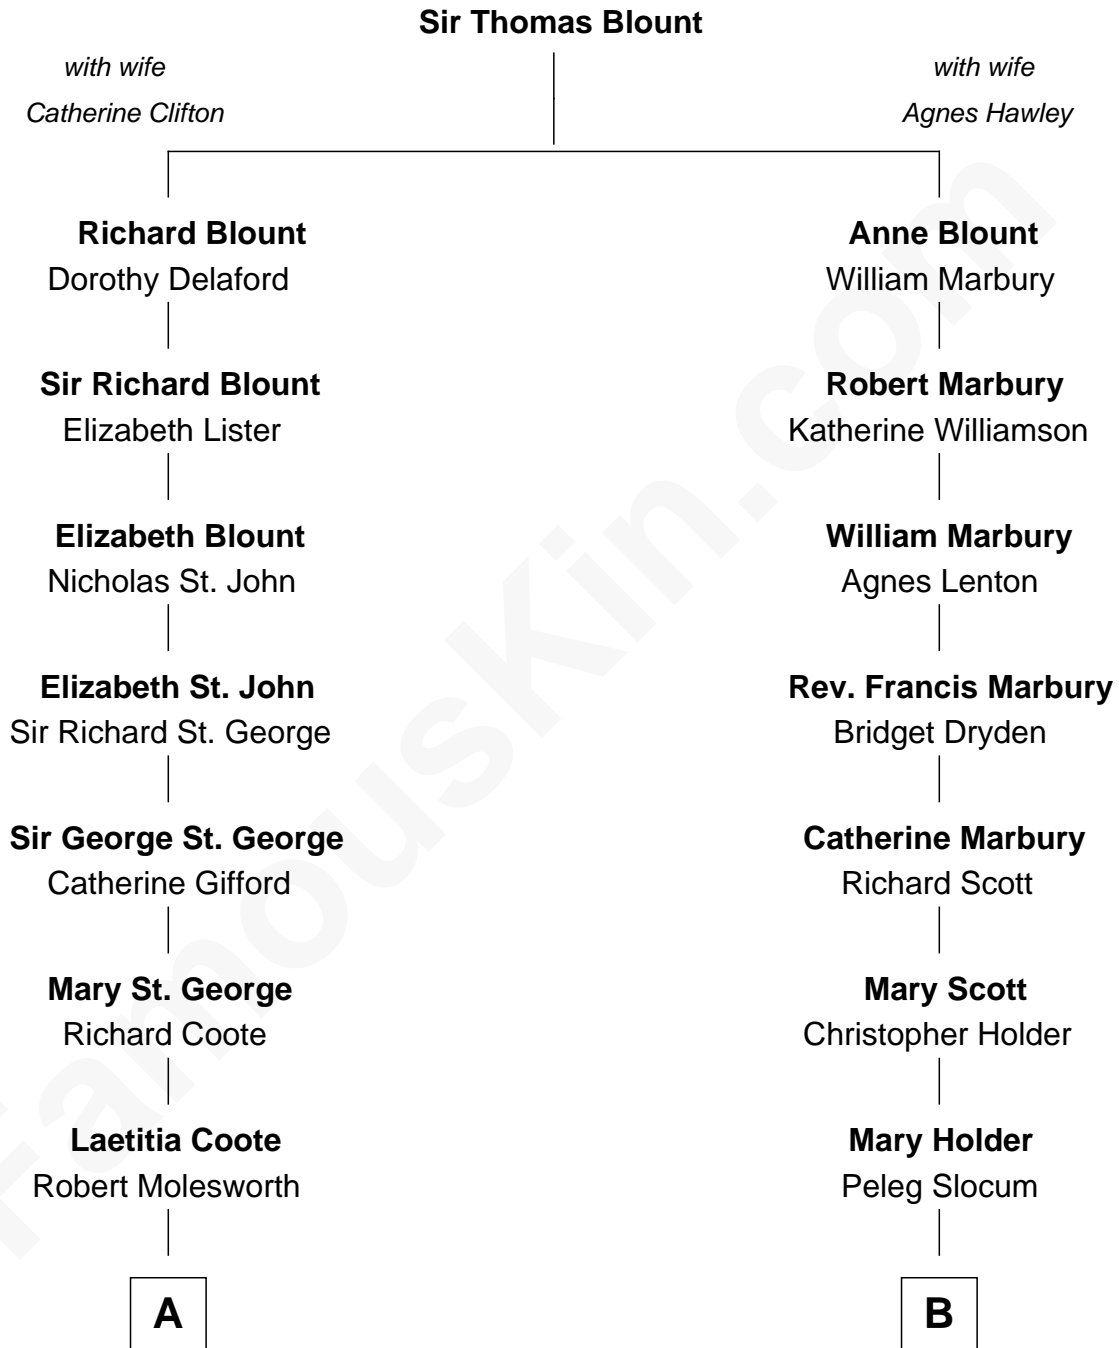 Sir Thomas Blount
with wife
Catherine Clifton
with wife
Agnes Hawley
Richard Blount
Dorothy Delaford
Anne Blount
William Marbury
Sir Richard Blount
Elizabeth Lister
Robert Marbury
Katherine Williamson
Elizabeth Blount
Nicholas St. John
William Marbury
Agnes Lenton
Elizabeth St. John
Sir Richard St. George
Rev. Francis Marbury
Bridget Dryden
Sir George St. George
Catherine Gifford
Catherine Marbury
Richard Scott
Mary St. George
Richard Coote
Mary Scott
Christopher Holder
Laetitia Coote
Robert Molesworth
Mary Holder
Peleg Slocum
A
B
FamousKin.com